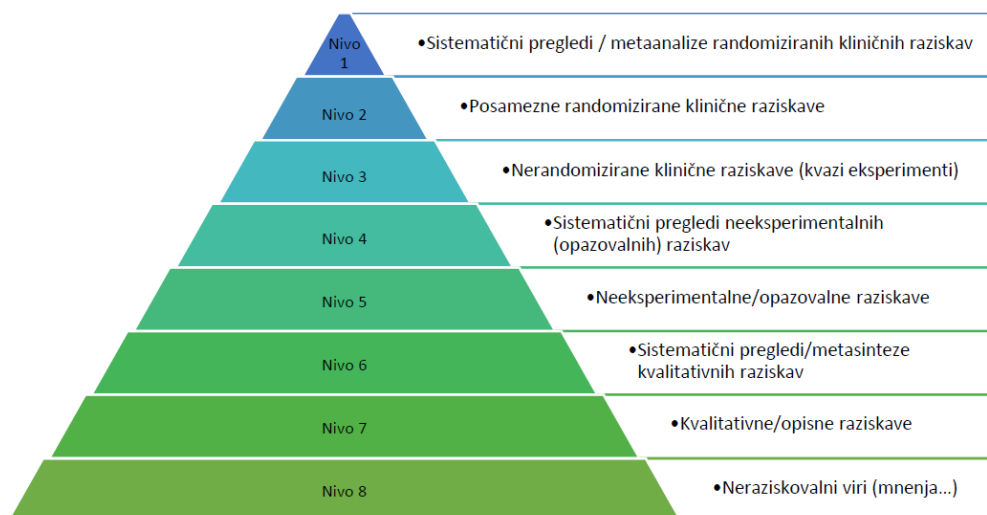 Nivo
1
•Sistematični pregledi / metaanalize randomiziranih kliničnih raziskav
Nivo 2
•Posamezne randomizirane klinične raziskave
Nivo 3
•Nerandomizirane klinične raziskave (kvazi eksperimenti)
Nivo 4
•Sistematični pregledi neeksperimentalnih
(opazovalnih) raziskav
Nivo 5
•Neeksperimentalne/opazovalne raziskave
Nivo 6
•Sistematični pregledi/metasinteze
kvalitativnih raziskav
Nivo 7
•Kvalitativne/opisne raziskave
Nivo 8
•Neraziskovalni viri (mnenja...)